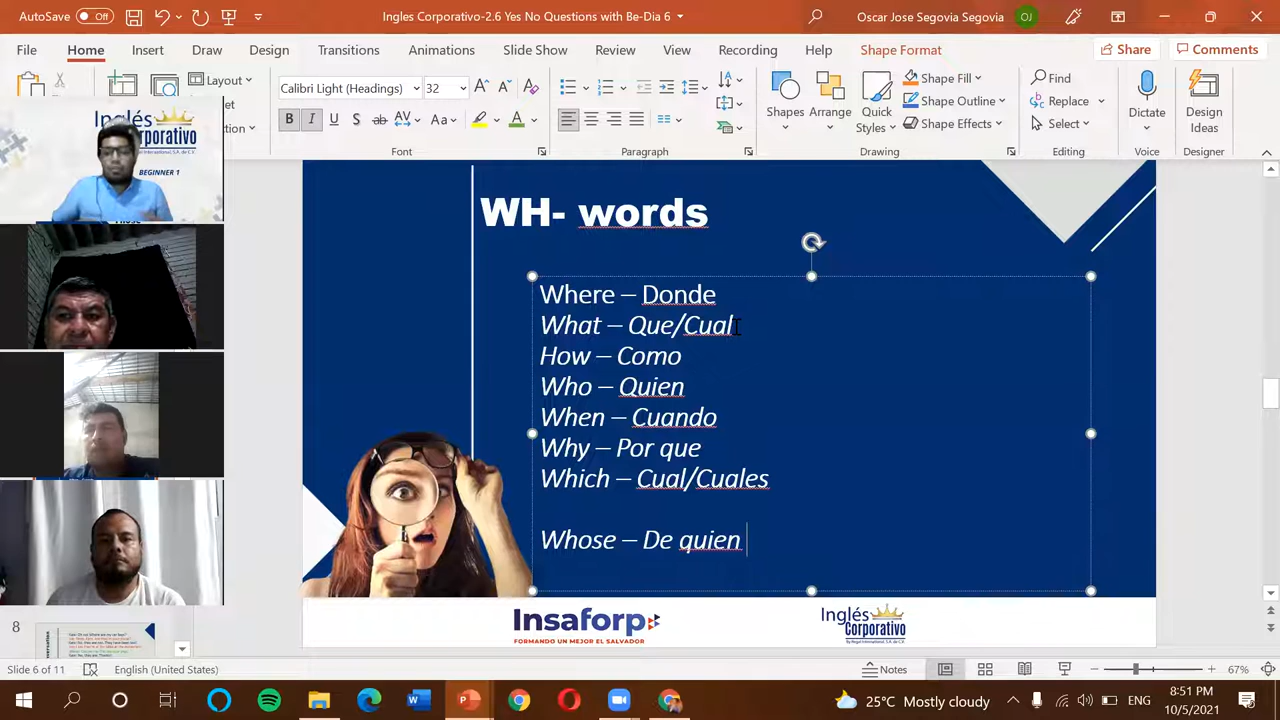 AutoSave Off
Ingles Corporativo-2.6 Yes No Questions with Be-Dia 6
Oscar Jose Segovia Segovia
OJ
File Home Insert Draw Design Transitions Animations Slide Show Review View Recording Help Shape Format
Share
Comments
Layout
Calibri Light (Headings) 32
B I U S ab AV Aa
A
Font
Paragraph
Shapes
Arrange
Quick Styles
Shape Fill
Shape Outline
Shape Effects
Drawing
Find
Replace
Select
Editing
Dictate
Voice
Design Ideas
Designer
Inglés
BEGINNER 1
WH- words
Where – Donde
What – Que/Cual
How – Como
Who – Quien
When – Cuando
Why – Por que
Which – Cual/Cuales
Whose – De quien
Insaforp
FORMANDO UN MEJOR EL SALVADOR
Inglés
Corporativo
8
Slide 6 of 11
English (United States)
Notes
67%
25°C Mostly cloudy
ENG
8:51 PM
10/5/2021